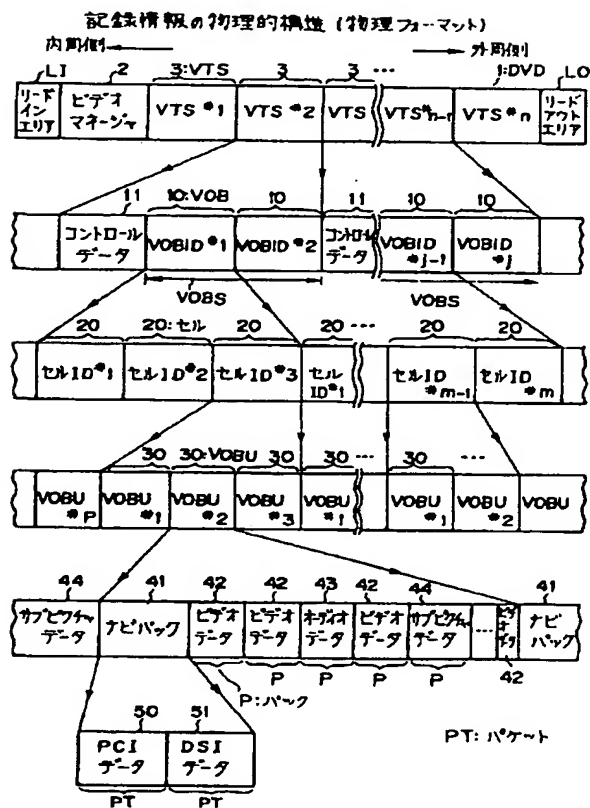 記録情報の物理的構造(物理フォーマット)
内周側 外周側
LI 2 3:VTS 3 3 … 1:DVD LO
リードインエリア ビデオマネージャ VTS#1 VTS#2 VTS VTS#n-1 VTS#n リードアウトエリア
11 10:VOB 10 11 10 10
コントロールデータ VOBID#1 VOBID#2 コントロールデータ VOBID#j-1 VOBID#j
VOBS VOBS
20 20:セル 20 20 … 20 20
セルID#1 セルID#2 セルID#3 セルID#1 セルID#m-1 セルID#m
30 30:VOBU 30 30 … 30 …
VOBU#P VOBU#1 VOBU#2 VOBU#3 VOBU#1 VOBU#1 VOBU#2 VOBU
44 41 42 42 43 42 44 41
サブピクチャデータ ナビパック ビデオデータ ビデオデータ オーディオデータ ビデオデータ サブピクチャデータ … ビデオデータ ナビパック
P P P P 42
P:パック
50 51
PCIデータ DSIデータ
PT:パケット
PT PT